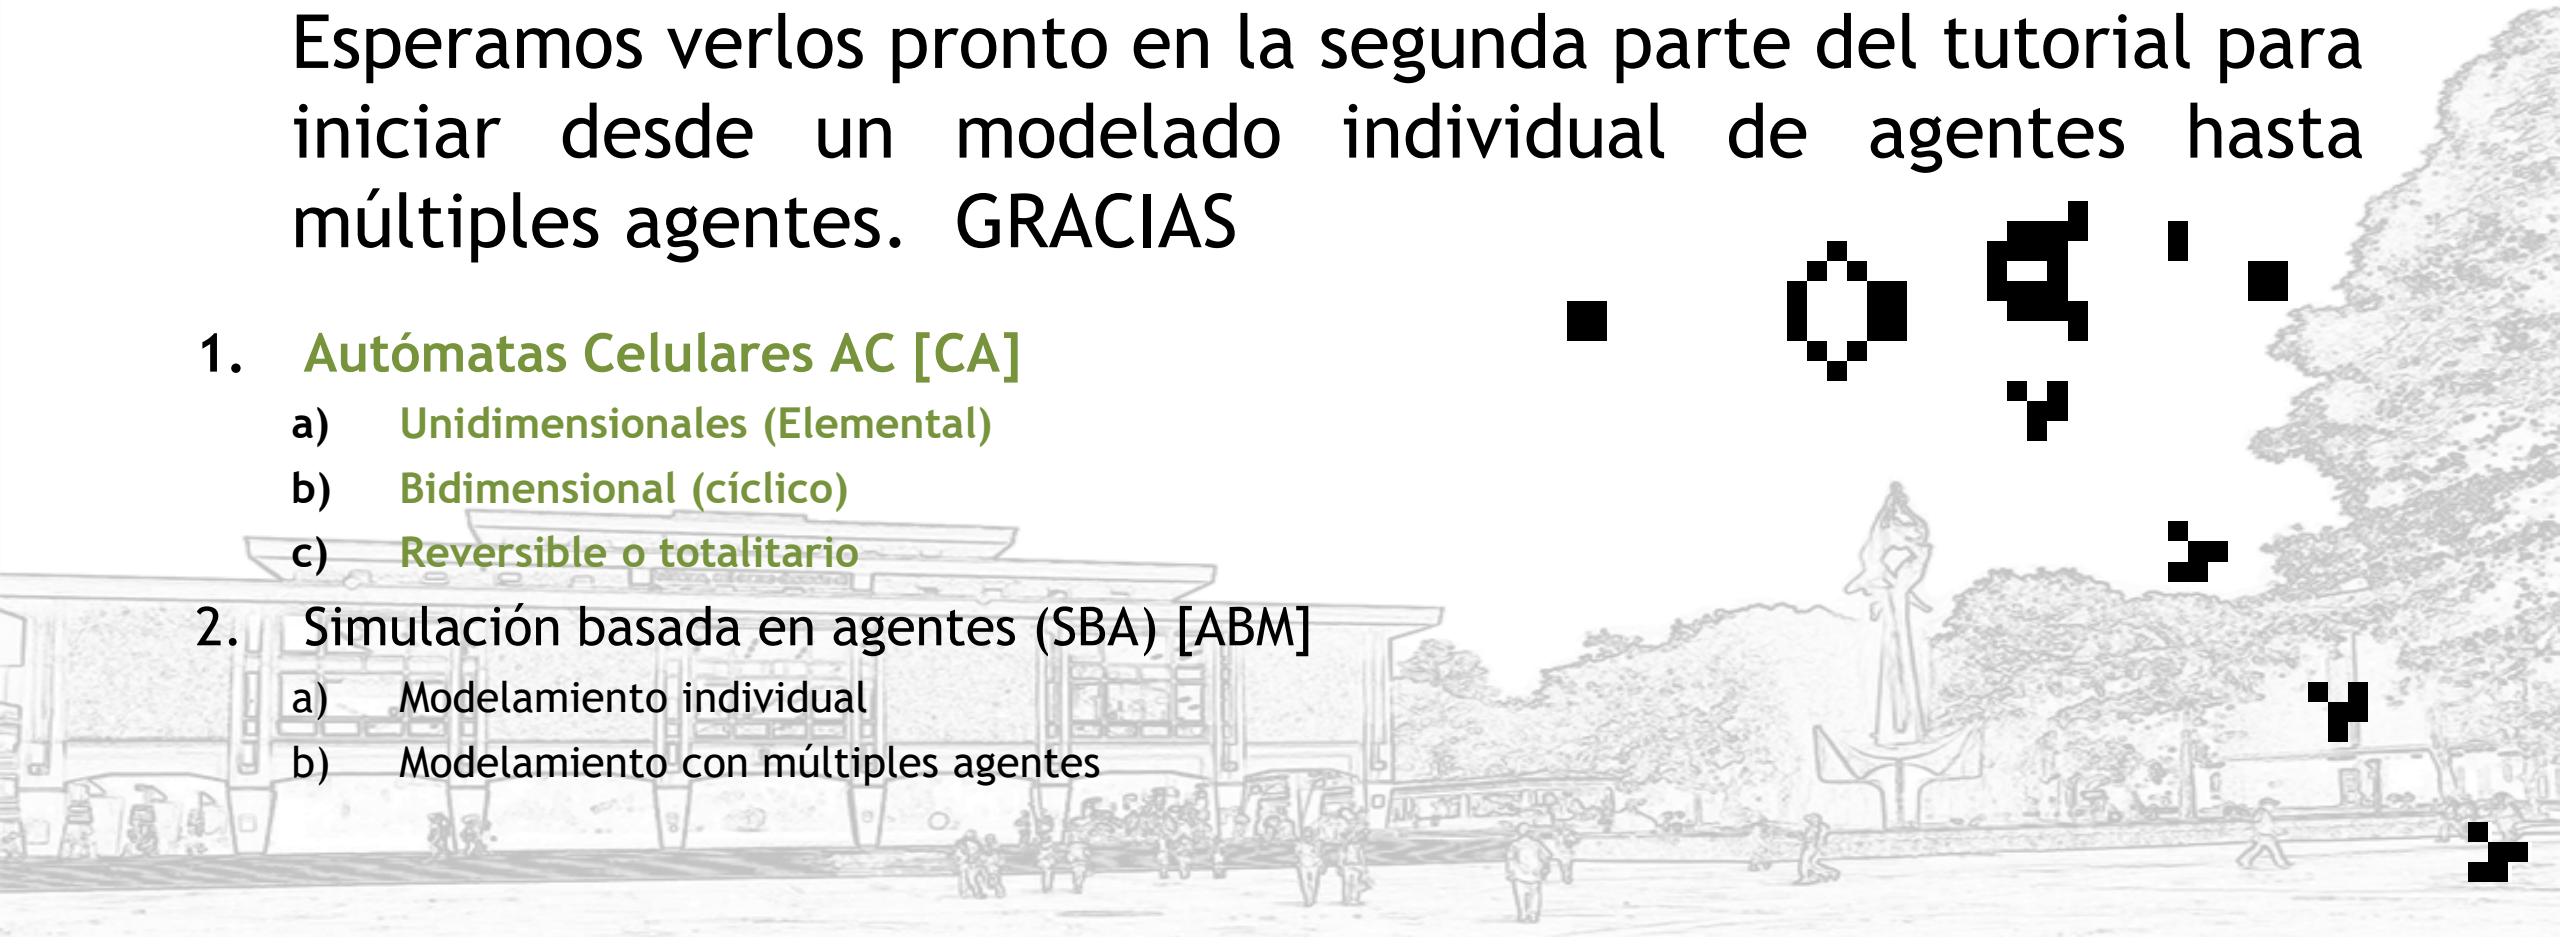 Esperamos verlos pronto en la segunda parte del tutorial para
iniciar desde un modelado individual de agentes hasta
múltiples agentes. GRACIAS
1. Autómatas Celulares AC [CA]
a) Unidimensionales (Elemental)
b) Bidimensional (cíclico)
c) Reversible o totalitario
2. Simulación basada en agentes (SBA) [ABM]
a) Modelamiento individual
b) Modelamiento con múltiples agentes